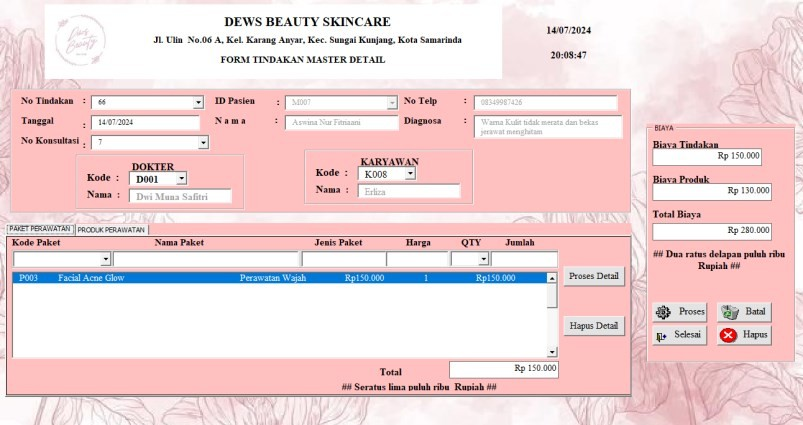 Dews Beauty
DEWS BEAUTY SKINCARE
Jl. Ulin No.06 A, Kel. Karang Anyar, Kec. Sungai Kunjang, Kota Samarinda
FORM TINDAKAN MASTER DETAIL
14/07/2024
20:08:47
No Tindakan : 66 ID Pasien : M007 No Telp : 08349987426
Tanggal : 14/07/2024 N a m a : Aswina Nur Fitriaani Diagnosa : Warna Kulit tidak merata dan bekas
jerawat menghitam
No Konsultasi : 7
DOKTER
Kode : D001
Nama : Dwi Muna Safitri
KARYAWAN
Kode : K008
Nama : Erliza
PAKET PERAWATAN PRODUK PERAWATAN
Kode Paket Nama Paket Jenis Paket Harga QTY Jumlah
P003 Facial Acne Glow Perawatan Wajah Rp150.000 1 Rp150.000
Proses Detail
Hapus Detail
Total Rp 150.000
## Seratus lima puluh ribu Rupiah ##
BIAYA
Biaya Tindakan
Rp 150.000
Biaya Produk
Rp 130.000
Total Biaya
Rp 280.000
## Dua ratus delapan puluh ribu
Rupiah ##
Proses Batal
Selesai Hapus